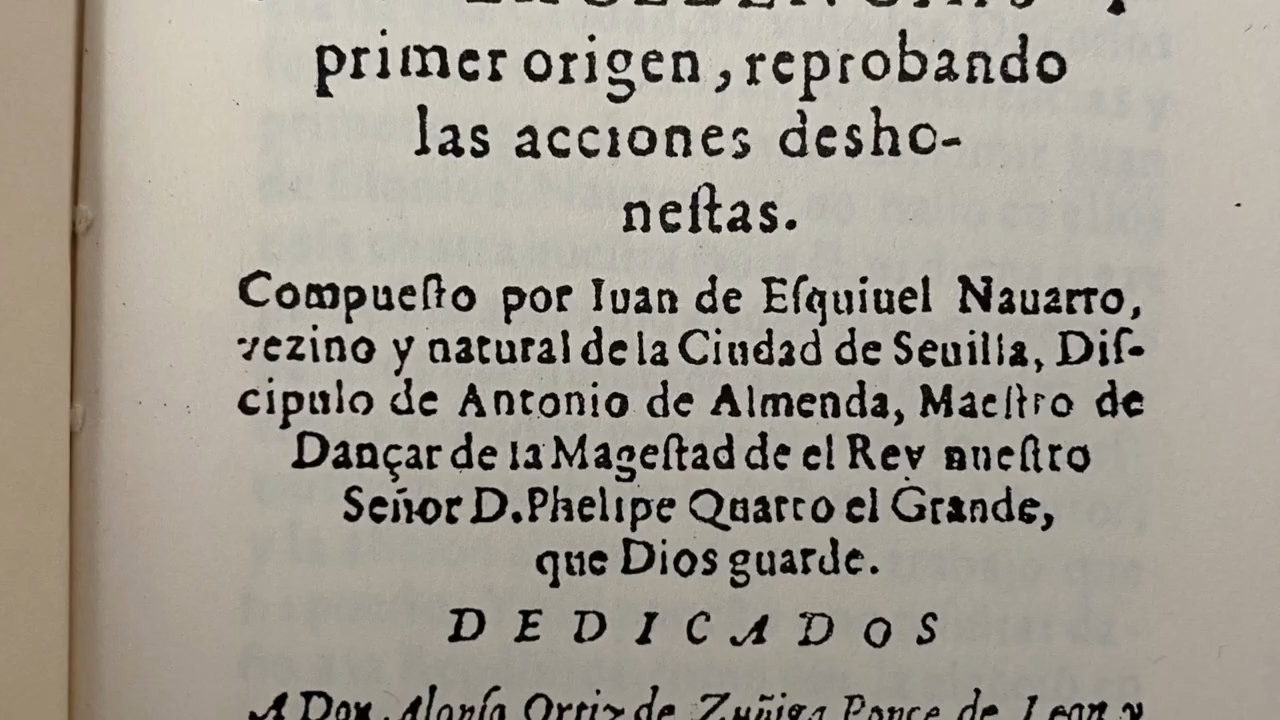 primer origen, reprobando
las acciones desho-
neſtas.
Compueſto por Iuan de Eſquiuel Nauarro,
vezino y natural de la Ciudad de Seuilla, Diſ-
cipulo de Antonio de Almenda, Maeſtro de
Dançar de la Mageſtad de el Rey nueſtro
Señor D. Phelipe Quarto el Grande,
que Dios guarde.
DEDICADOS
A Don Alonſo Ortiz de Zuñiga Ponce de Leon y